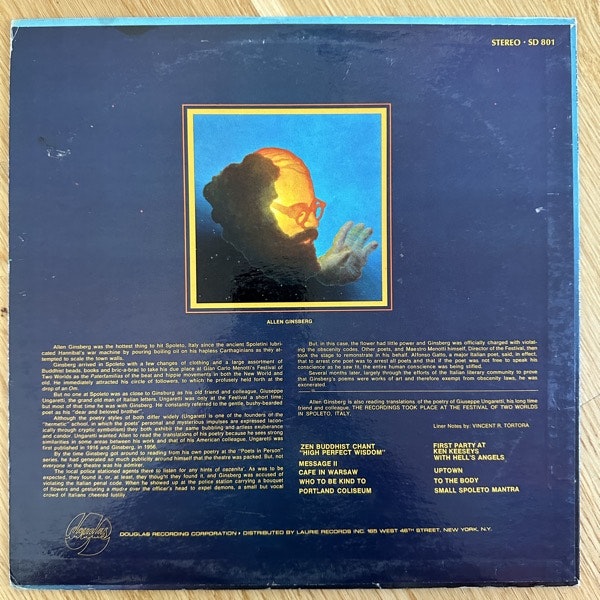 STEREO • SD 801
ALLEN GINSBERG
Allen Ginsberg was the hottest thing to hit Spoleto, Italy since the ancient Spoletini lubri-
cated Hannibal's war machine by pouring boiling oil on his hapless Carthaginians as they at-
tempted to scale the town walls.
Ginsberg arrived in Spoleto with a few changes of clothing and a large assortment of
Buddhist beads, books and bric-a-brac to take his due place at Gian Carlo Menotti's Festival of
Two Worlds as the Paterfamilias of the beat and hippie movements in both the New World and
old. He immediately attracted his circle of followers, to which he probably held forth at the
drop of an Om.
But no one at Spoleto was as close to Ginsburg as his old friend and colleague, Giuseppe
Ungaretti, the grand old man of Italian letters. Ungaretti was only at the Festival a short time;
but most of that time he was with Ginsberg. He constantly referred to the gentle, bushy-bearded
poet as his "dear and beloved brother".
Although the poetry styles of both differ widely (Ungaretti is one of the founders of the
"hermetic" school, in which the poets' personal and mysterious impulses are expressed lacon-
ically through cryptic symbolism) they both exhibit the same bubbling and artless exuberance
and candor. Ungaretti wanted Allen to read the translations of his poetry because he sees strong
similarities in some areas between his work and that of his American colleague. Ungaretti was
first published in 1916 and Ginsberg, in 1956.
By the time Ginsberg got around to reading from his own poetry at the "Poets in Person"
series, he had generated so much publicity around himself that the theatre was packed. But, not
everyone in the theatre was his admirer.
The local police stationed agents there to listen for any hints of oscenita'. As was to be
expected, they found it, or, at least, they thought they found it, and Ginsberg was accused of
violating the Italian penal code. When he showed up at the police station carrying a bouquet
of flowers and gesturing a mudra over the officer's head to expel demons, a small but vocal
crowd of Italians cheered lustily.
But, in this case, the flower had little power and Ginsberg was officially charged with violat-
ing the obscenity codes. Other poets, and Maestro Menotti himself, Director of the Festival, then
took the stage to remonstrate in his behalf. Alfonso Gatto, a major Italian poet, said, in effect,
that to arrest one poet was to arrest all poets and that if the poet was not free to speak his
conscience as he saw fit, the entire human conscience was being stifled.
Several months later, largely through the efforts of the Italian literary community to prove
that Ginsberg's poems were works of art and therefore exempt from obscenity laws, he was
exonerated.
Allen Ginsberg is also reading translations of the poetry of Giuseppe Ungaretti, his long time
friend and colleague. THE RECORDINGS TOOK PLACE AT THE FESTIVAL OF TWO WORLDS
IN SPOLETO, ITALY.
Liner Notes by: VINCENT R. TORTORA
ZEN BUDDHIST CHANT
"HIGH PERFECT WISDOM"
MESSAGE II
CAFE IN WARSAW
WHO TO BE KIND TO
PORTLAND COLISEUM
FIRST PARTY AT
KEN KEESEYS
WITH HELL'S ANGELS
UPTOWN
TO THE BODY
SMALL SPOLETO MANTRA
douglas
DOUGLAS RECORDING CORPORATION • DISTRIBUTED BY LAURIE RECORDS INC. 165 WEST 46TH STREET, NEW YORK, N.Y.